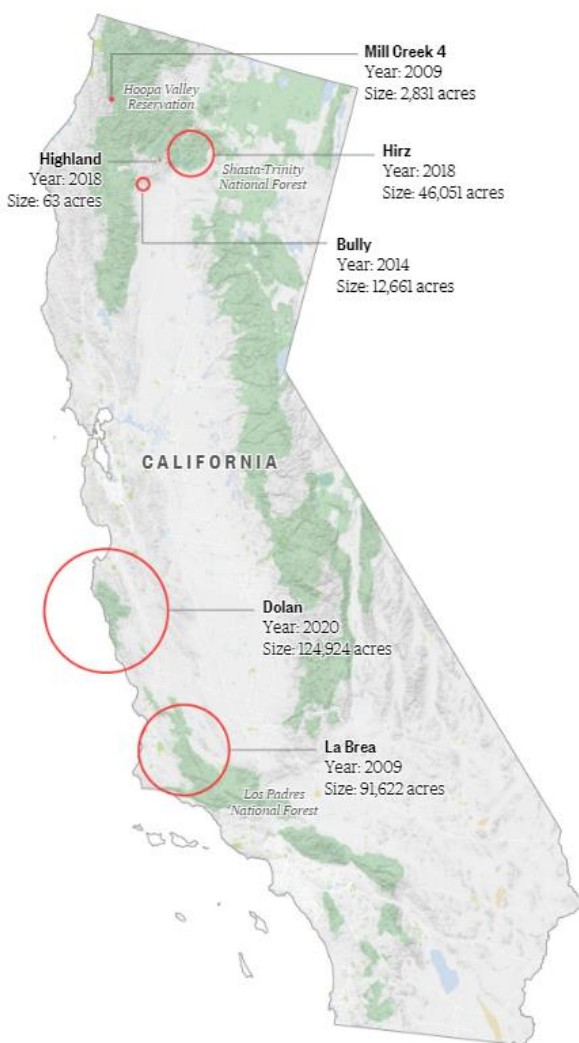 Mill Creek 4
Year: 2009
Size: 2,831 acres
Hoopa Valley
Reservation
Highland
Year: 2018
Size: 63 acres
Hirz
Year: 2018
Size: 46,051 acres
Shasta-Trinity
National Forest
Bully
Year: 2014
Size: 12,661 acres
CALIFORNIA
Dolan
Year: 2020
Size: 124,924 acres
La Brea
Year: 2009
Size: 91,622 acres
Los Padres
National Forest